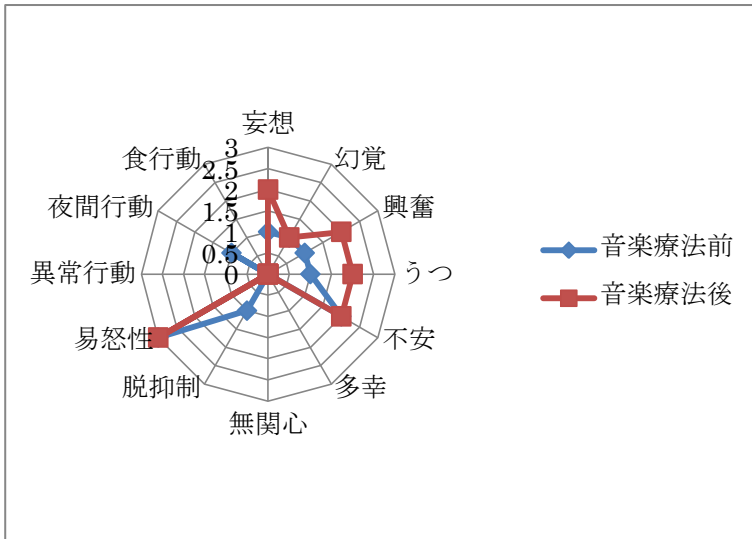 妄想
幻覚
興奮
うつ
不安
多幸
無関心
脱抑制
易怒性
異常行動
夜間行動
食行動
3
2.5
2
1.5
1
0.5
0
音楽療法前
音楽療法後